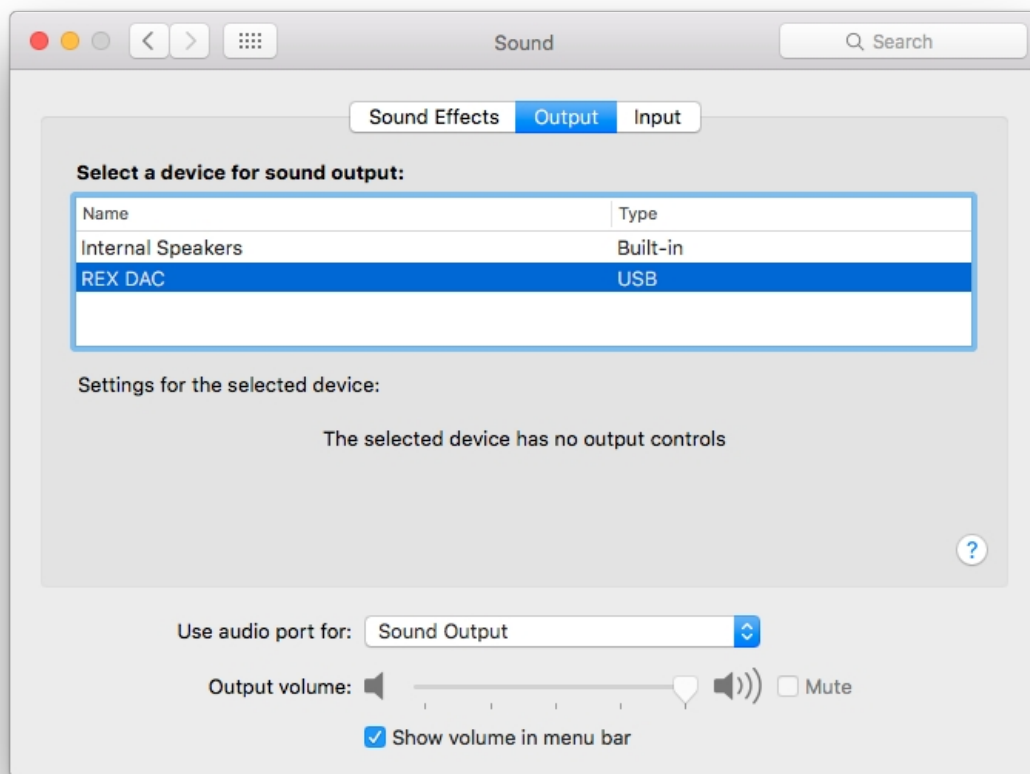 Sound
Search
Sound Effects Output Input
Select a device for sound output:
Name Type
Internal Speakers Built-in
REX DAC USB
Settings for the selected device:
The selected device has no output controls
?
Use audio port for: Sound Output
Output volume: Mute
Show volume in menu bar